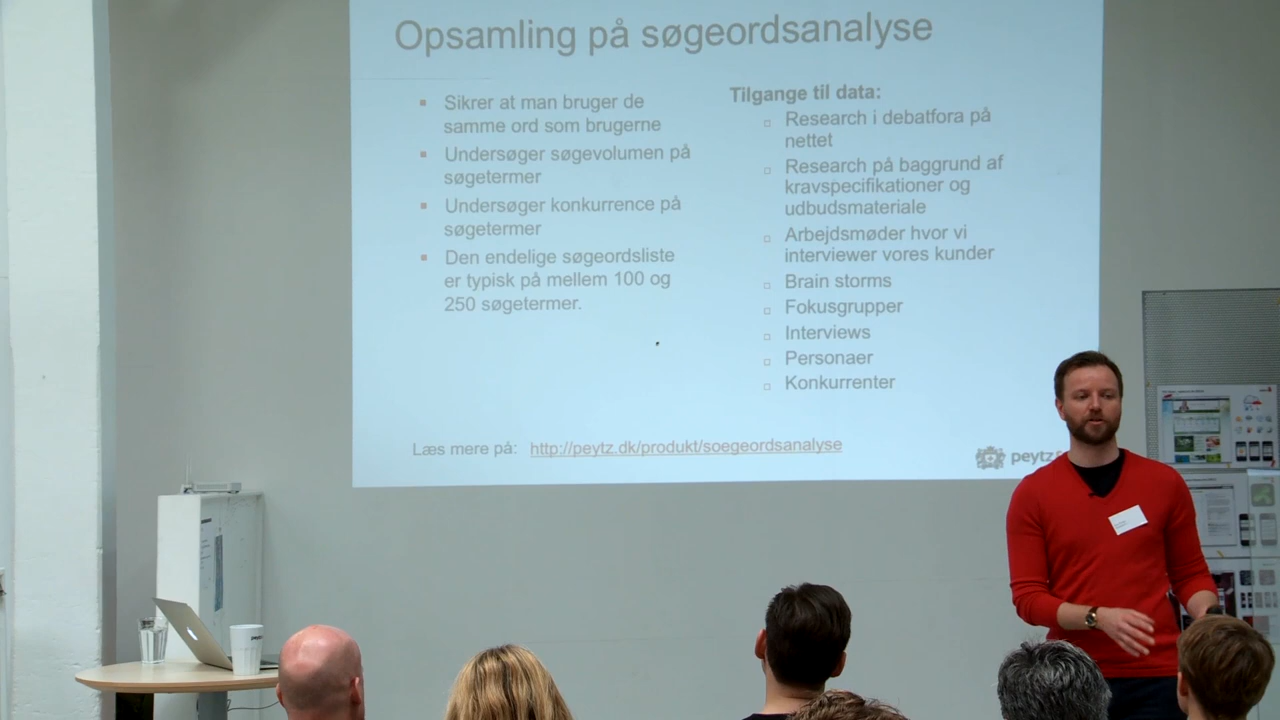 Opsamling på søgeordsanalyse
Sikrer at man bruger de
samme ord som brugerne
Undersøger søgevolumen på
søgetermer
Undersøger konkurrence på
søgetermer
Den endelige søgeordsliste
er typisk på mellem 100 og
250 søgetermer.
Tilgange til data:
Research i debatfora på
nettet
Research på baggrund af
kravspecifikationer og
udbudsmateriale
Arbejdsmøder hvor vi
interviewer vores kunder
Brain storms
Fokusgrupper
Interviews
Personaer
Konkurrenter
Læs mere på: http://peytz.dk/produkt/soegeordsanalyse
peytz
peytz